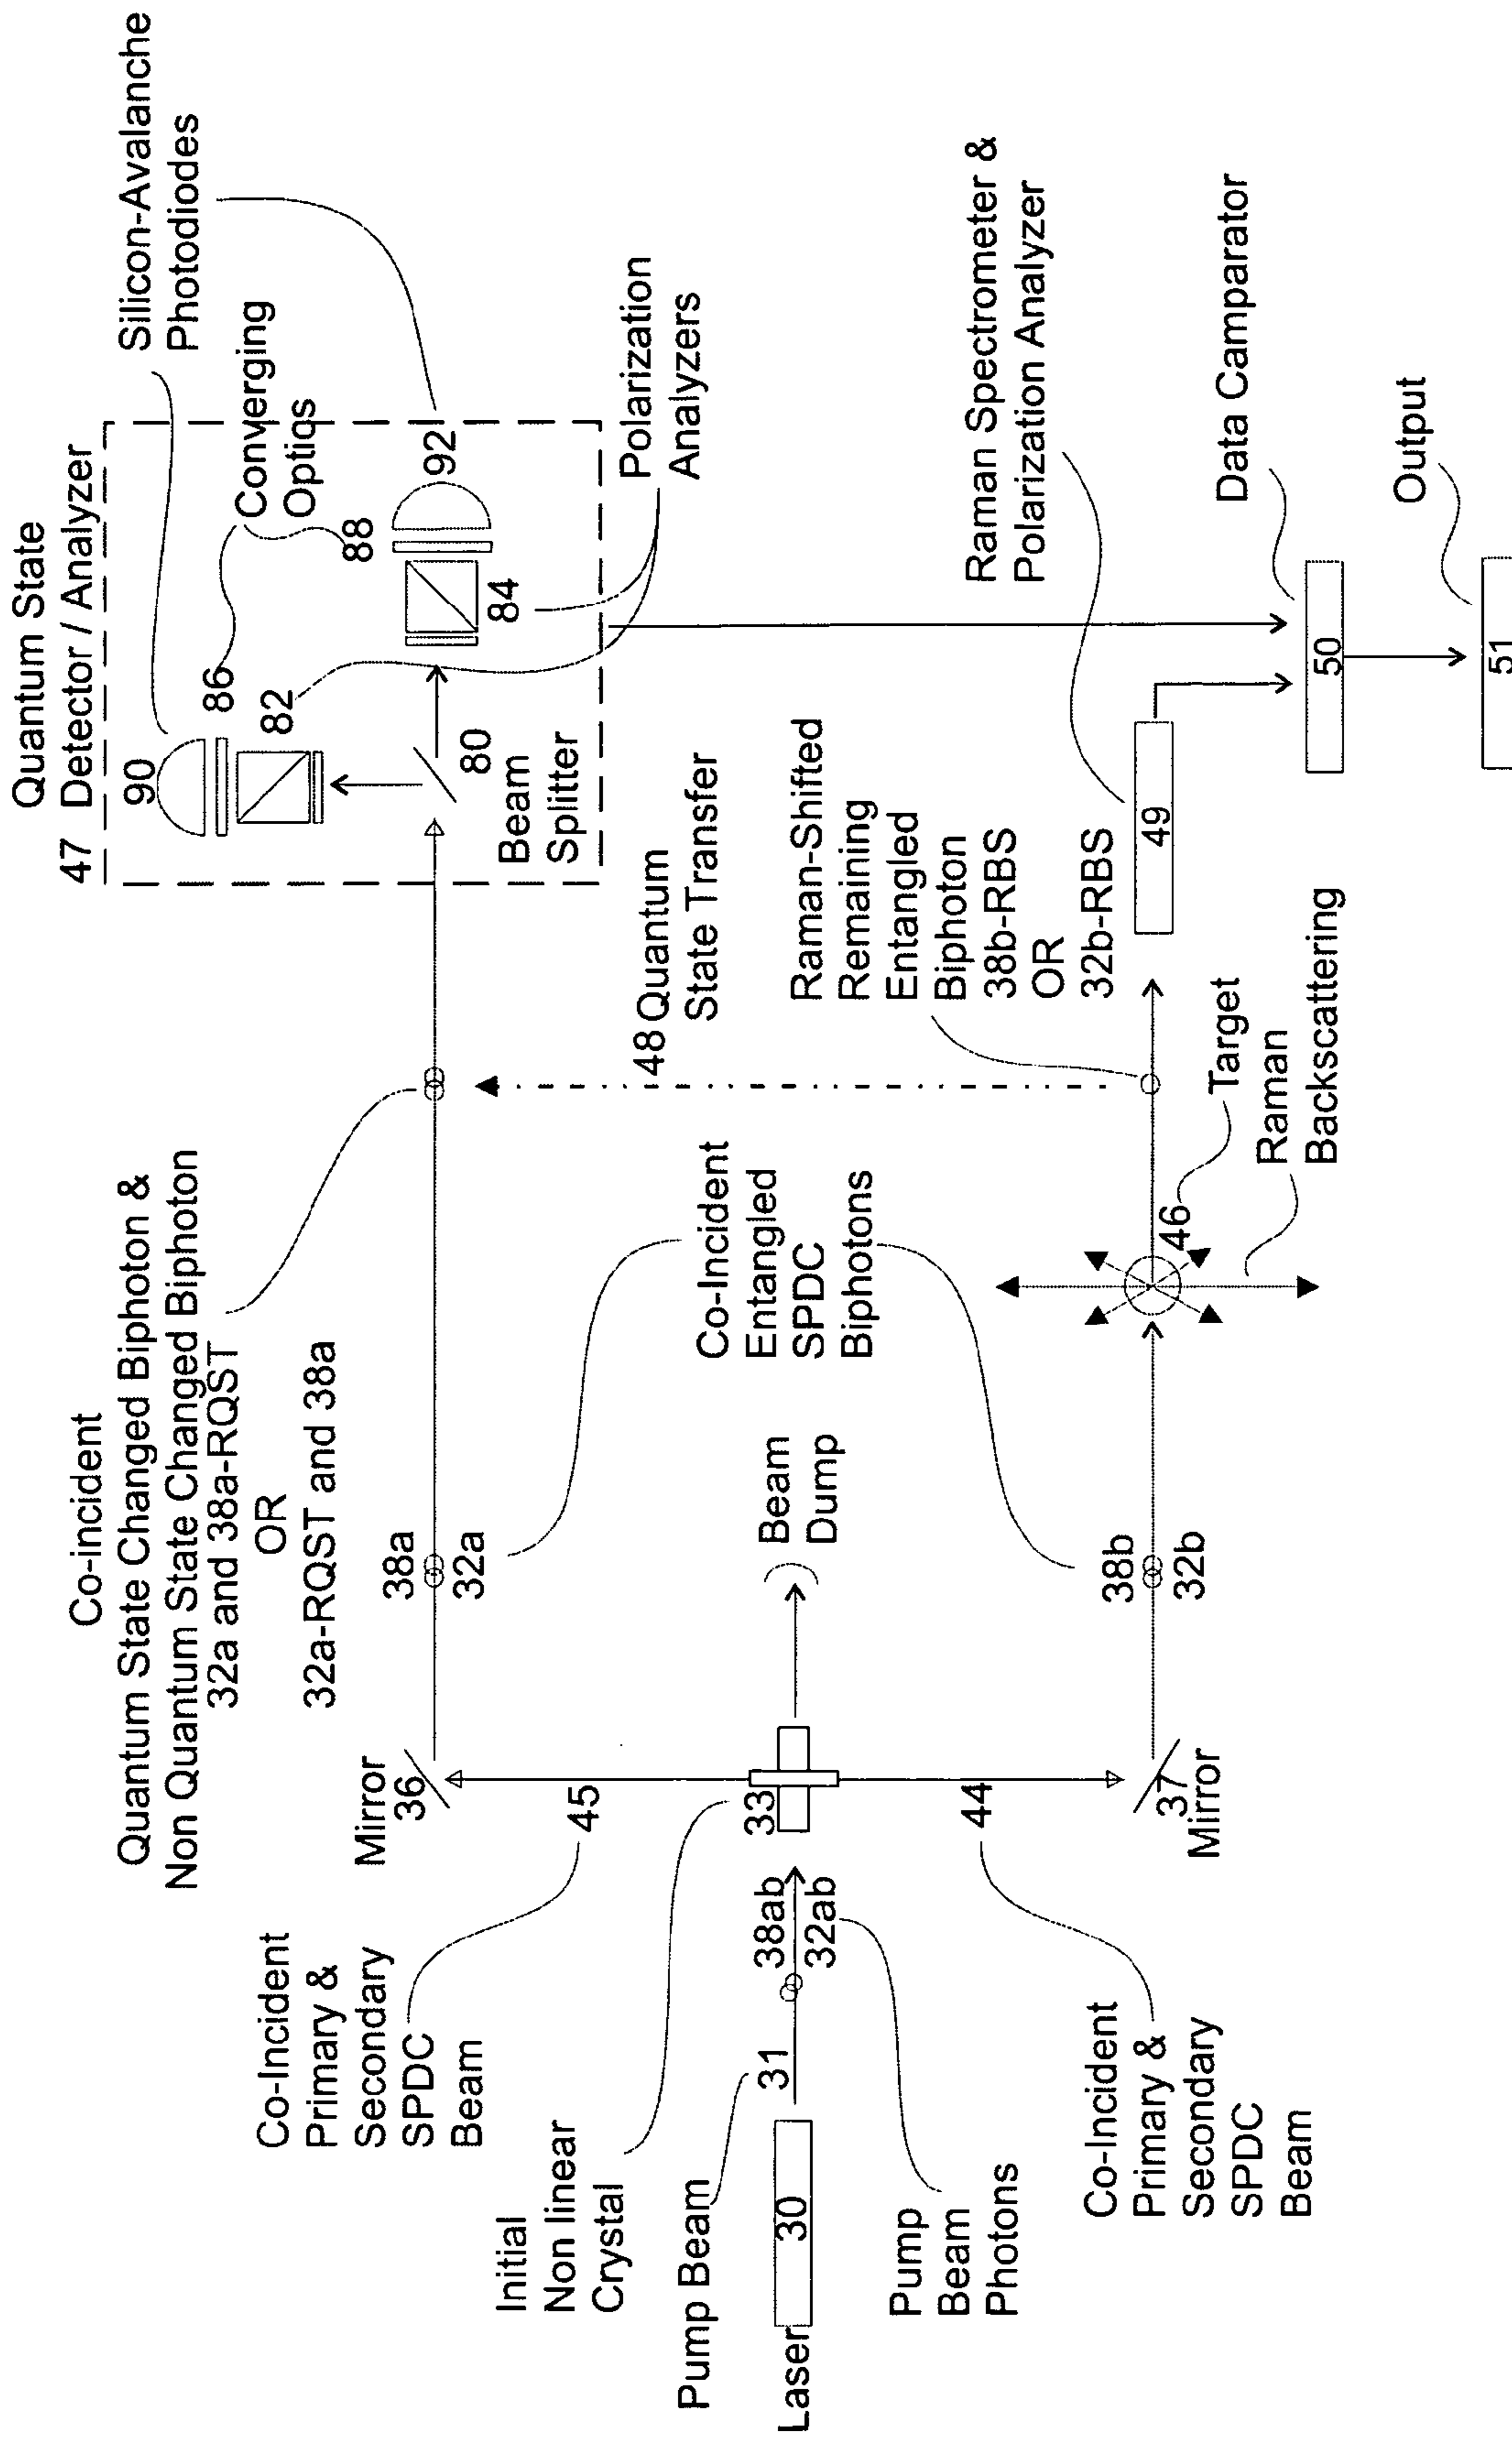 Quantum State
47 Detector / Analyzer
Silicon-Avalanche
Photodiodes
Converging
Optics
90
86
82
88
92
84
80
Beam
Splitter
Polarization
Analyzers
Co-incident
Quantum State Changed Biphoton &
Non Quantum State Changed Biphoton
32a and 38a-RQST
OR
32a-RQST and 38a
Mirror
36
38a
32a
Co-Incident
Primary &
Secondary
SPDC
Beam
45
48 Quantum
State Transfer
Co-Incident
Entangled
SPDC
Biphotons
Initial
Non linear
Crystal
33
Beam
Dump
Pump Beam
31
38ab
32ab
Laser
30
Pump
Beam
Photons
44
Co-Incident
Primary &
Secondary
SPDC
Beam
37
Mirror
38b
32b
46
Target
Raman
Backscattering
Raman-Shifted
Remaining
Entangled
Biphoton
38b-RBS
OR
32b-RBS
Raman Spectrometer &
Polarization Analyzer
49
Data Camparator
50
Output
51